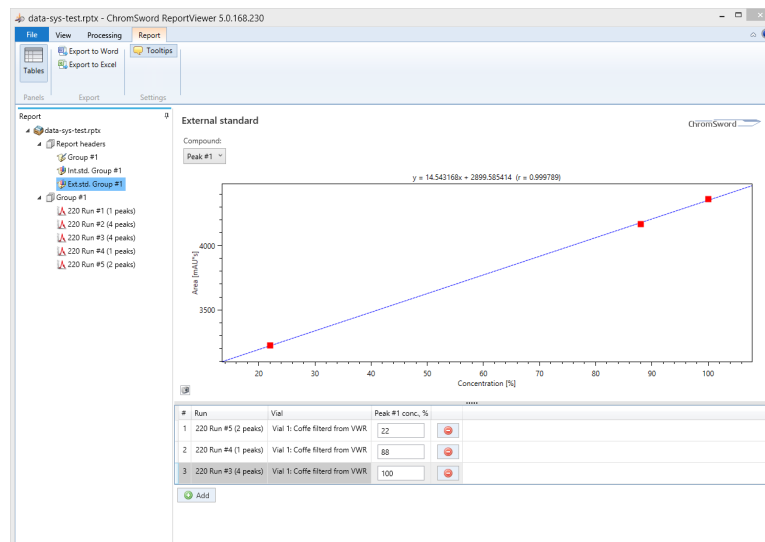 data-sys-test.rptx - ChromSword ReportViewer 5.0.168.230
File View Processing Report
Tables
Export to Word
Export to Excel
Tooltips
Panels Export Settings
Report
data-sys-test.rptx
Report headers
Group #1
Int.std. Group #1
Ext.std. Group #1
Group #1
220 Run #1 (1 peaks)
220 Run #2 (4 peaks)
220 Run #3 (4 peaks)
220 Run #4 (1 peaks)
220 Run #5 (2 peaks)
External standard
ChromSword
Compound:
Peak #1
y = 14.543168x + 2899.585414 (r = 0.999789)
Area [mAU*s]
4000
3500
20 30 40 50 60 70 80 90 100
Concentration [%]
# Run Vial Peak #1 conc., %
1 220 Run #5 (2 peaks) Vial 1: Coffe filterd from VWR 22
2 220 Run #4 (1 peaks) Vial 1: Coffe filterd from VWR 88
3 220 Run #3 (4 peaks) Vial 1: Coffe filterd from VWR 100
Add